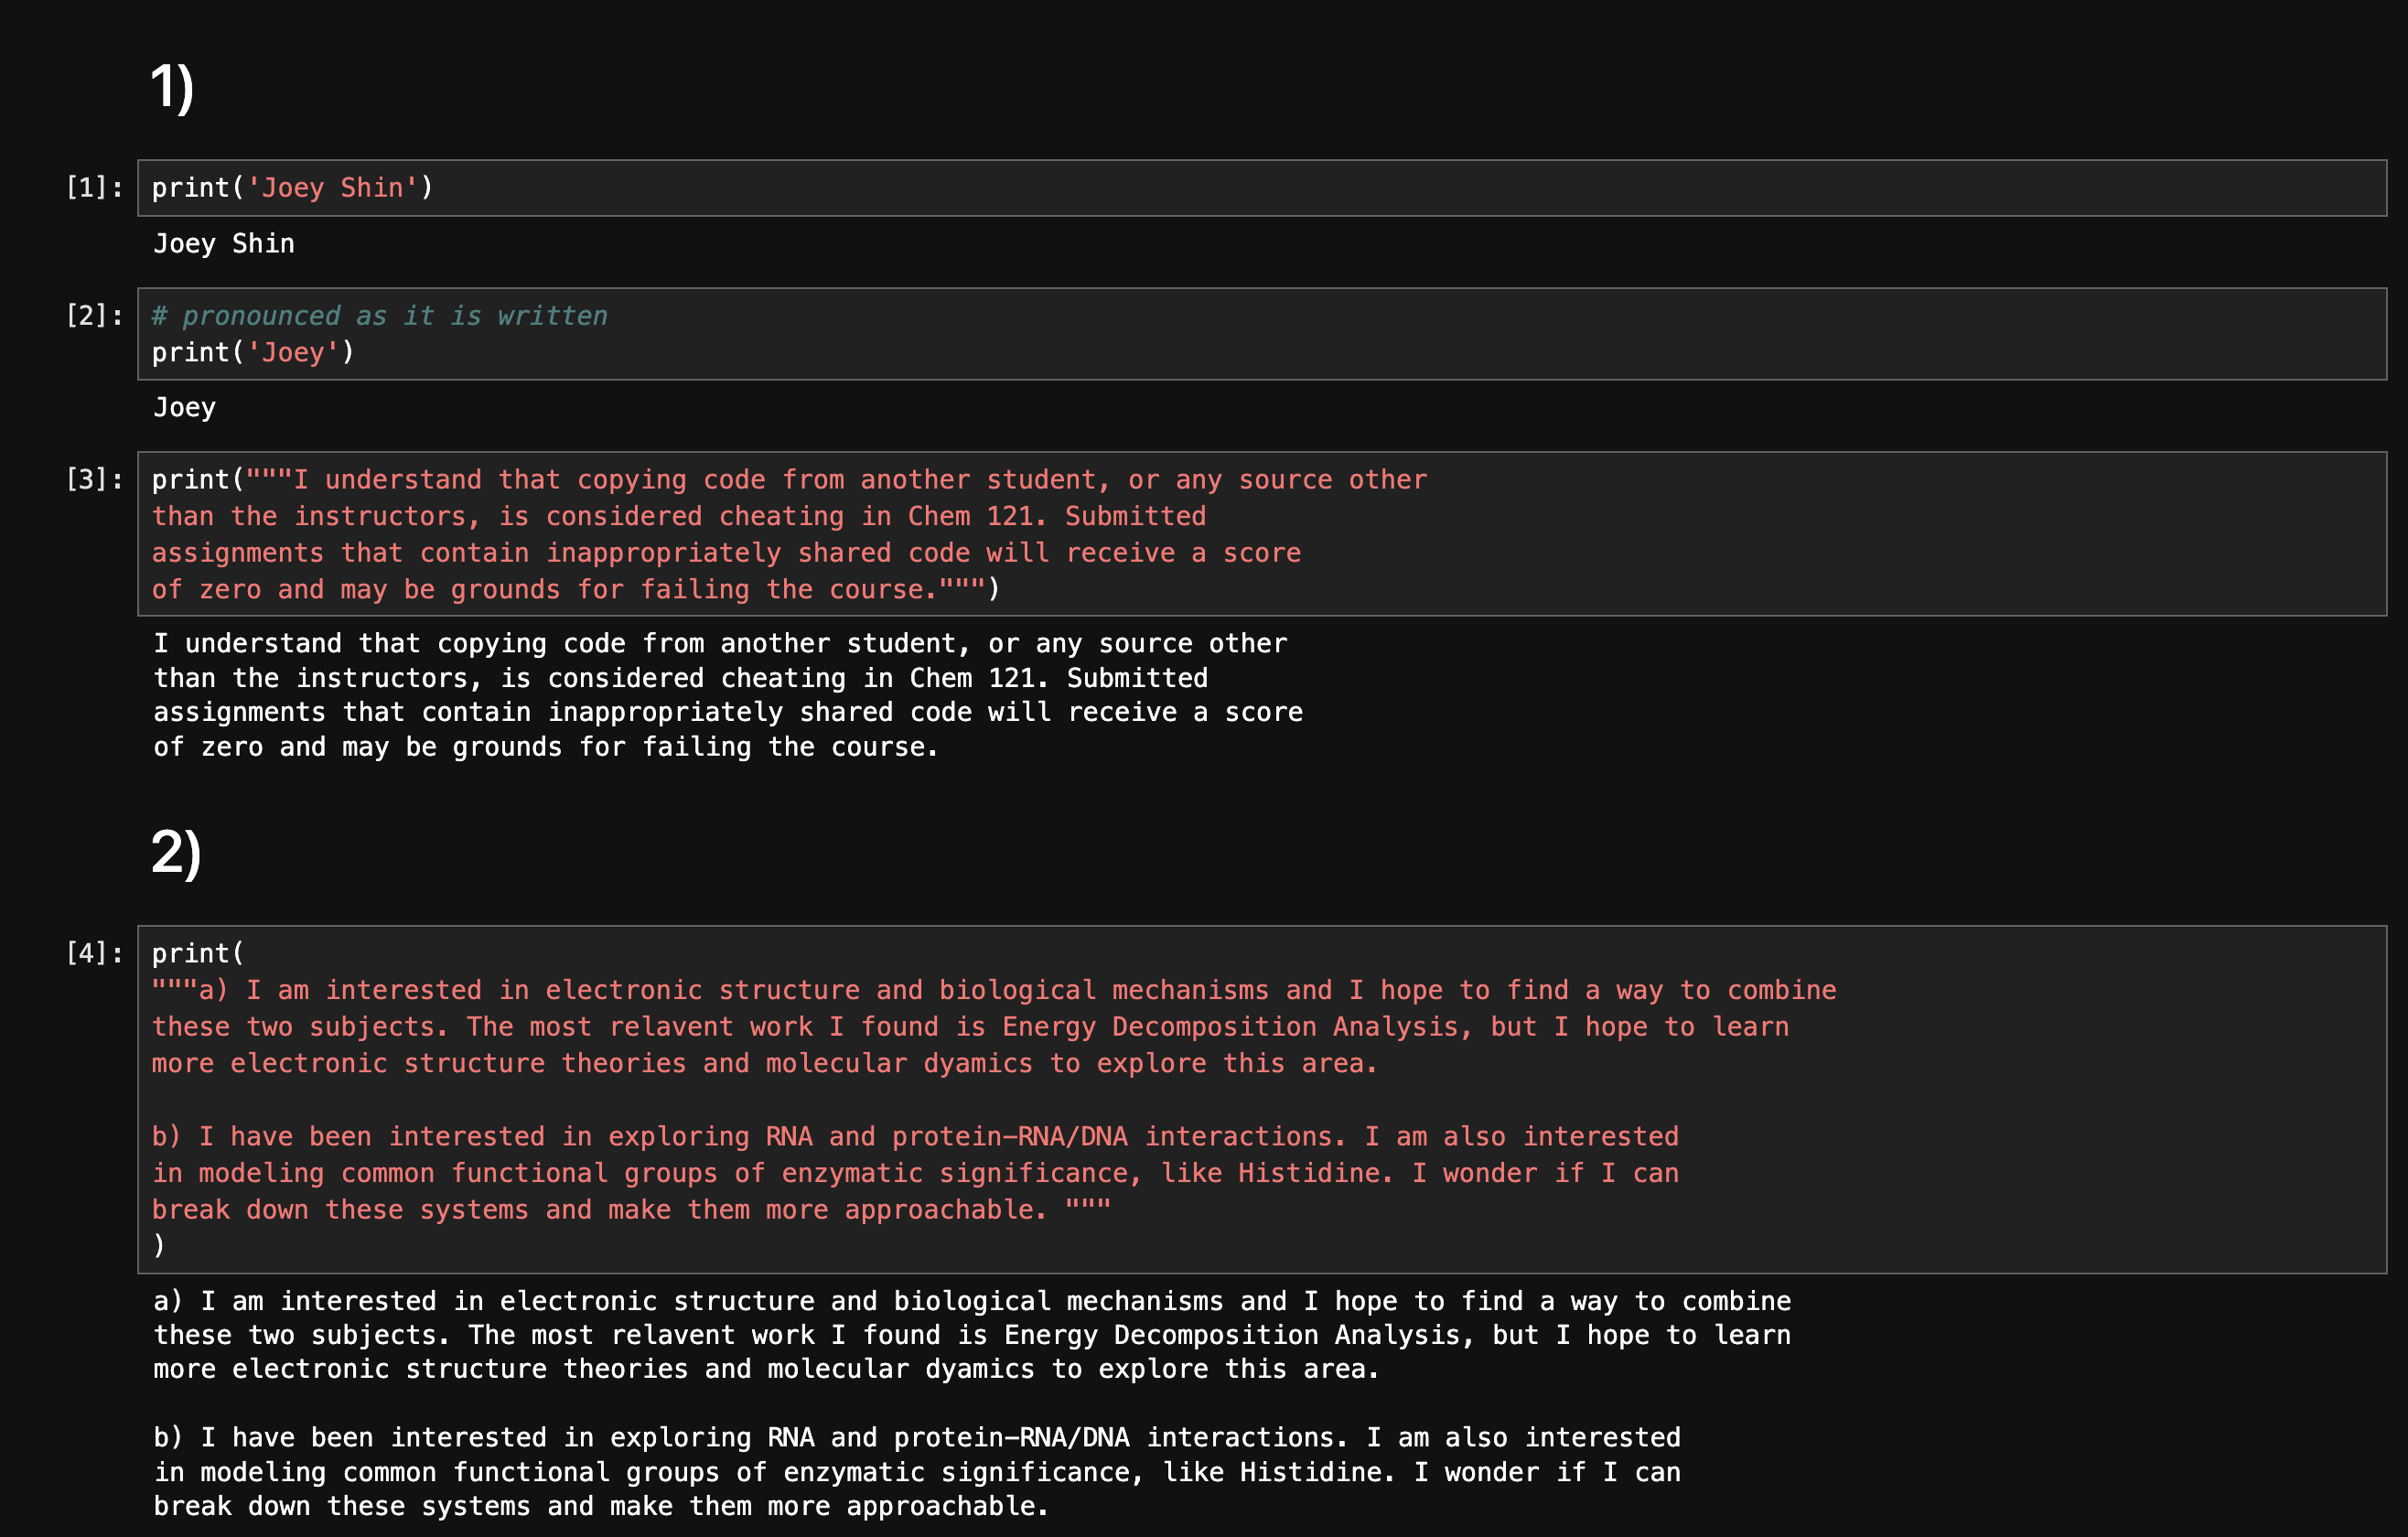 1)
[1]: print('Joey Shin')
Joey Shin
[2]: # pronounced as it is written
print('Joey')
Joey
[3]: print("""I understand that copying code from another student, or any source other
than the instructors, is considered cheating in Chem 121. Submitted
assignments that contain inappropriately shared code will receive a score
of zero and may be grounds for failing the course.""")
I understand that copying code from another student, or any source other
than the instructors, is considered cheating in Chem 121. Submitted
assignments that contain inappropriately shared code will receive a score
of zero and may be grounds for failing the course.
2)
[4]: print(
"""a) I am interested in electronic structure and biological mechanisms and I hope to find a way to combine
these two subjects. The most relavent work I found is Energy Decomposition Analysis, but I hope to learn
more electronic structure theories and molecular dyamics to explore this area.

b) I have been interested in exploring RNA and protein-RNA/DNA interactions. I am also interested
in modeling common functional groups of enzymatic significance, like Histidine. I wonder if I can
break down these systems and make them more approachable. """
)
a) I am interested in electronic structure and biological mechanisms and I hope to find a way to combine
these two subjects. The most relavent work I found is Energy Decomposition Analysis, but I hope to learn
more electronic structure theories and molecular dyamics to explore this area.

b) I have been interested in exploring RNA and protein-RNA/DNA interactions. I am also interested
in modeling common functional groups of enzymatic significance, like Histidine. I wonder if I can
break down these systems and make them more approachable.